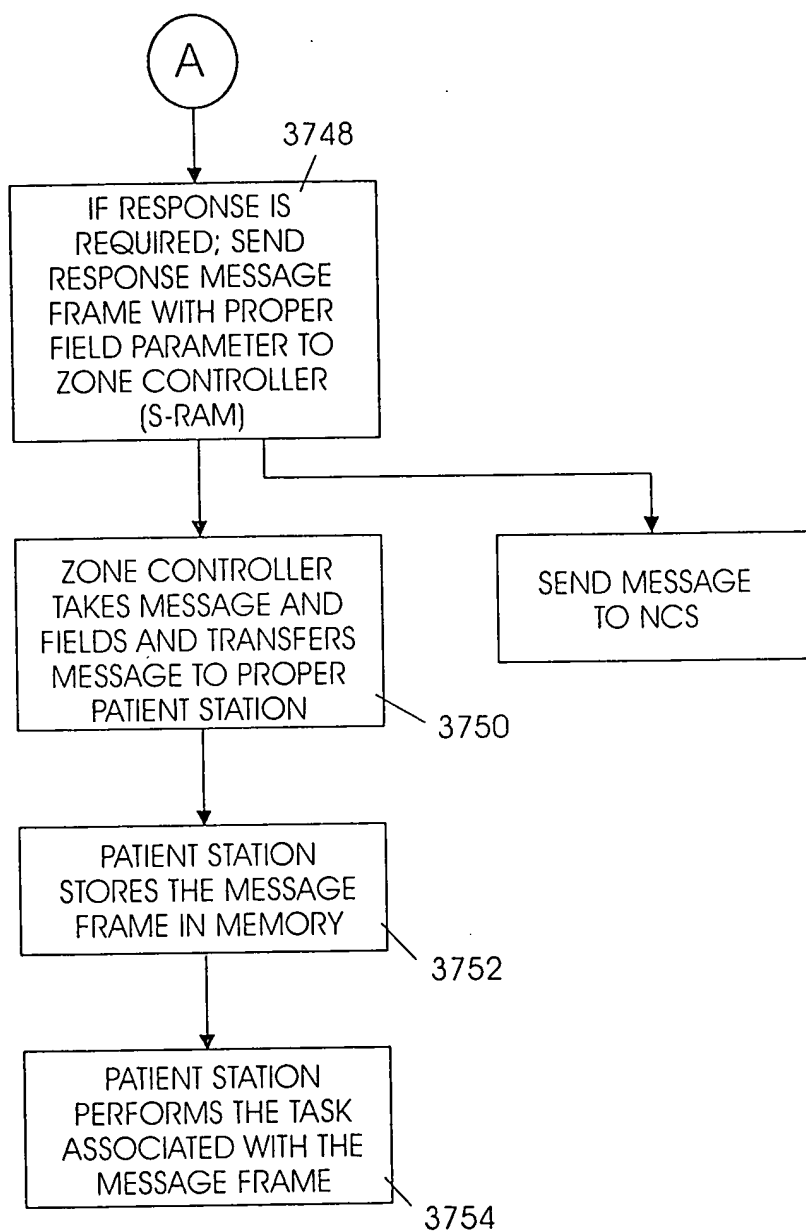 A
3748
IF RESPONSE IS
REQUIRED; SEND
RESPONSE MESSAGE
FRAME WITH PROPER
FIELD PARAMETER TO
ZONE CONTROLLER
(S-RAM)
ZONE CONTROLLER
TAKES MESSAGE AND
FIELDS AND TRANSFERS
MESSAGE TO PROPER
PATIENT STATION
3750
SEND MESSAGE
TO NCS
PATIENT STATION
STORES THE MESSAGE
FRAME IN MEMORY
3752
PATIENT STATION
PERFORMS THE TASK
ASSOCIATED WITH THE
MESSAGE FRAME
3754